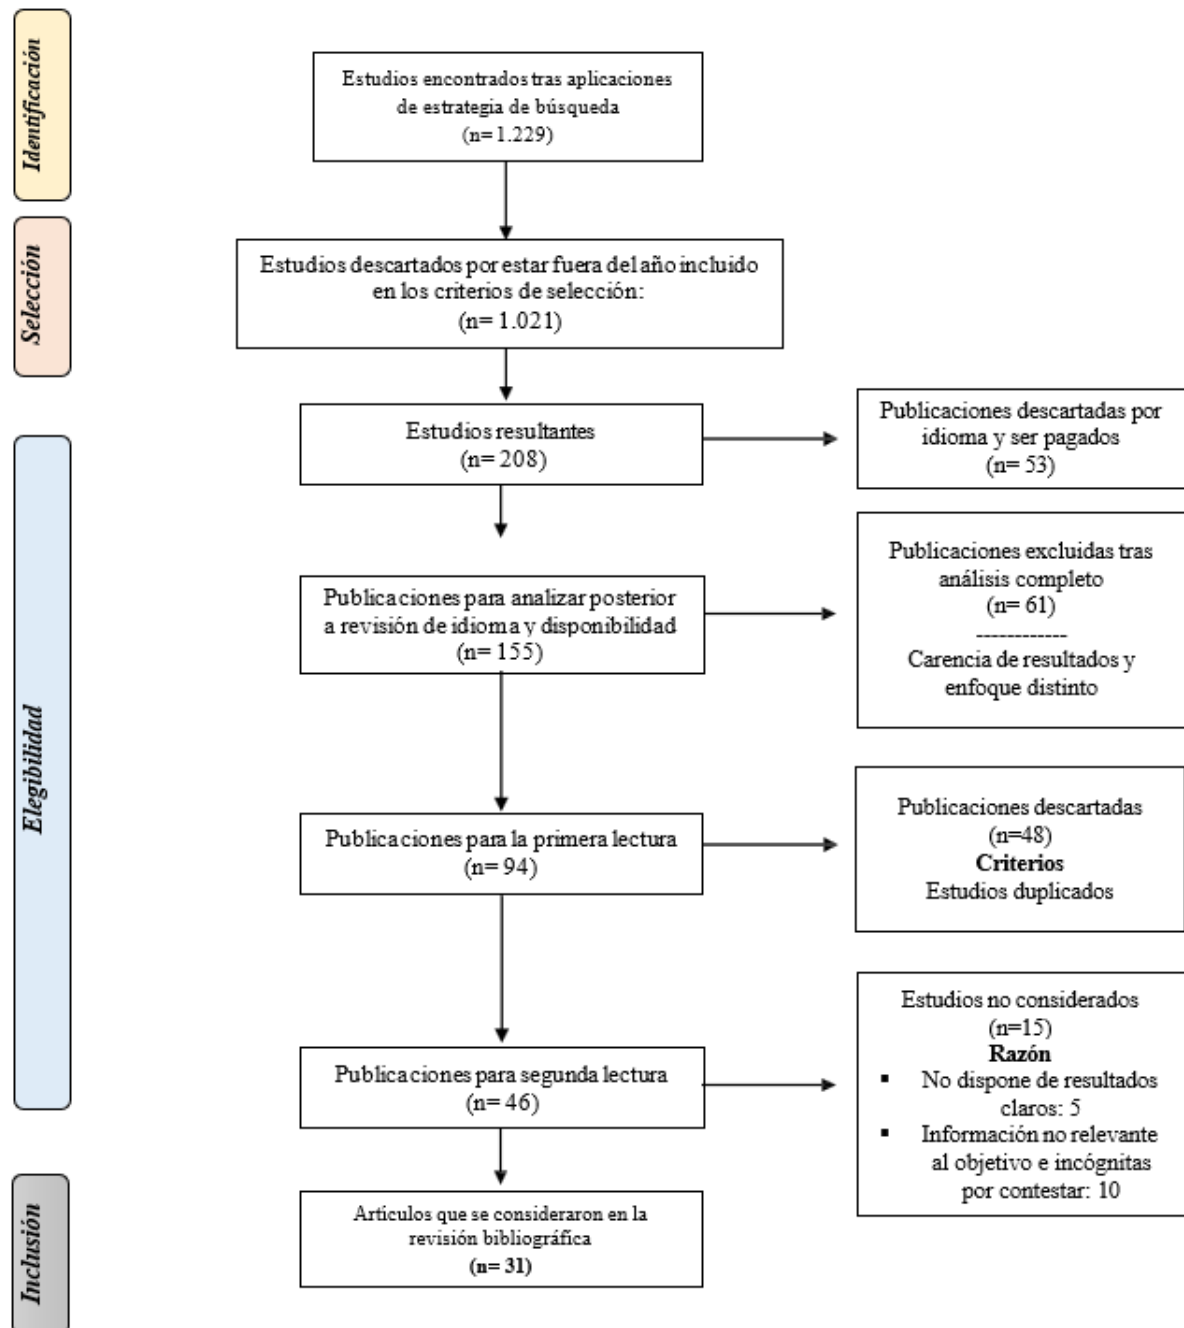 Identificación
Estudios encontrados tras aplicaciones
de estrategia de búsqueda
(n= 1.229)
Selección
Estudios descartados por estar fuera del año incluido
en los criterios de selección:
(n= 1.021)
Elegibilidad
Estudios resultantes
(n= 208)
Publicaciones descartadas por
idioma y ser pagados
(n= 53)
Publicaciones para analizar posterior
a revisión de idioma y disponibilidad
(n= 155)
Publicaciones excluidas tras
análisis completo
(n= 61)
------------
Carencia de resultados y
enfoque distinto
Publicaciones para la primera lectura
(n= 94)
Publicaciones descartadas
(n=48)
Criterios
Estudios duplicados
Publicaciones para segunda lectura
(n= 46)
Estudios no considerados
(n=15)
Razón
▪ No dispone de resultados
claros: 5
▪ Información no relevante
al objetivo e incógnitas
por contestar: 10
Inclusión
Artículos que se consideraron en la
revisión bibliográfica
(n= 31)